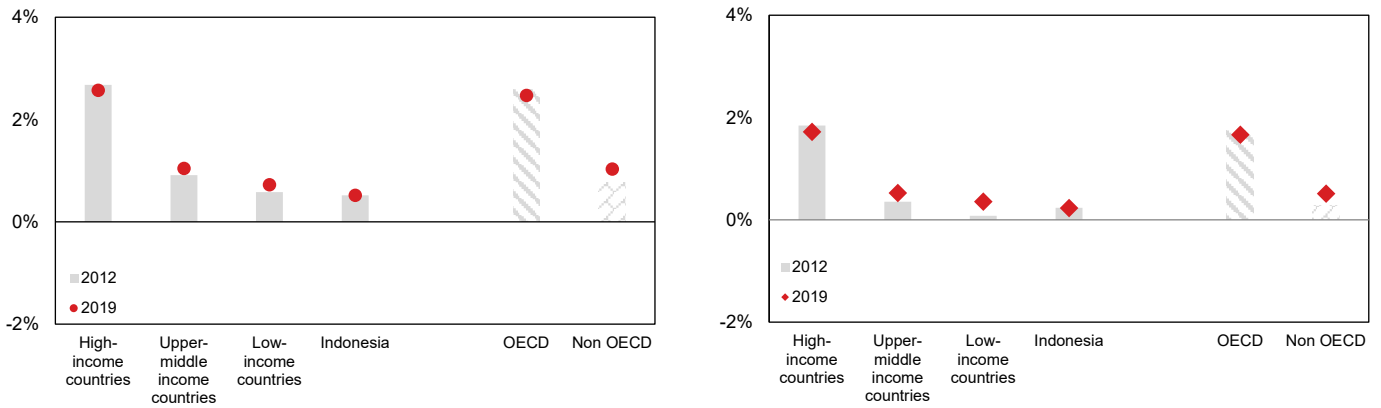 4%
2%
0%
-2%
2012
2019
High-
income
countries
Upper-
middle
income
countries
Low-
income
countries
Indonesia
OECD
Non OECD
4%
2%
0%
-2%
2012
2019
High-
income
countries
Upper-
middle
income
countries
Low-
income
countries
Indonesia
OECD
Non OECD